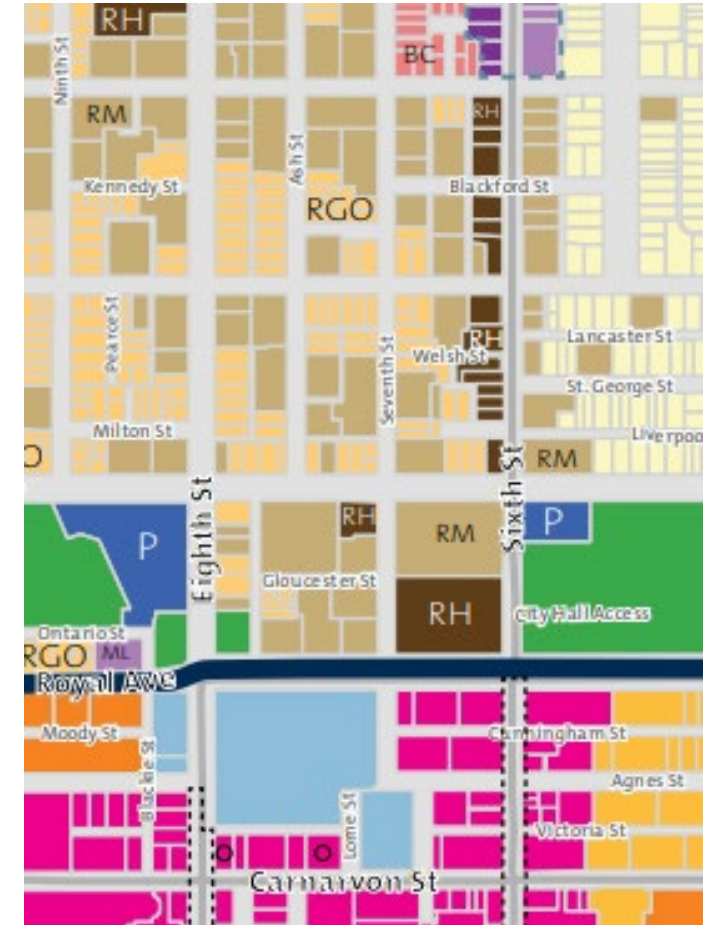 RH
BC
Ninth St
RM
RH
Ash St
Kennedy St
Blackford St
RGO
Pearce St
Lancaster St
RH
Welsh St
Seventh St
St. George St
Milton St
Liverpoo
O
RM
Eighth St
Sixth St
P
RH
RM
P
Gloucester St
RH
City Hall Access
Ontario St
RGO
ML
Royal Ave
Moody St
Cunningham St
Blackie St
Agnes St
Lorne St
Victoria St
Carnarvon St